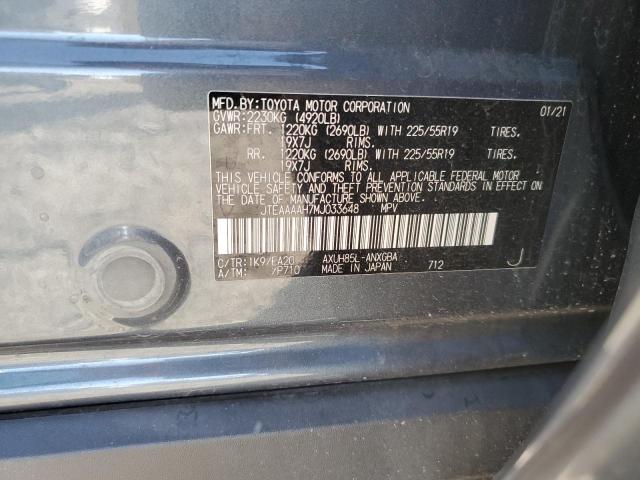 MFD.BY:TOYOTA MOTOR CORPORATION 01/21
GVWR:2230KG (4920LB)
GAWR:FRT. 1220KG (2690LB) WITH 225/55R19 TIRES.
19X7J RIMS.
RR. 1220KG (2690LB) WITH 225/55R19 TIRES.
19X7J RIMS.
THIS VEHICLE CONFORMS TO ALL APPLICABLE FEDERAL MOTOR
VEHICLE SAFETY AND THEFT PREVENTION STANDARDS IN EFFECT ON
THE DATE OF MANUFACTURE SHOWN ABOVE.
JTEAAAAH7MJ033648 MPV
C/TR:1K9/EA20 AXUH85L-ANXGBA
A/TM: /P710 MADE IN JAPAN 712 J